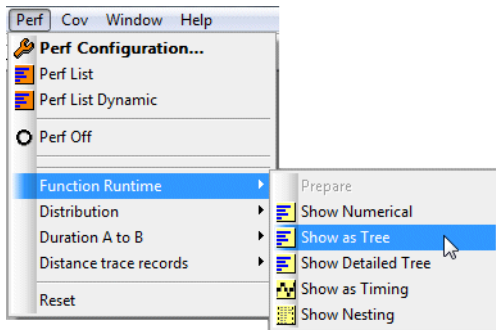 Perf Cov Window Help
Perf Configuration...
Perf List
Perf List Dynamic
Perf Off
Function Runtime
Distribution
Duration A to B
Distance trace records
Reset
Prepare
Show Numerical
Show as Tree
Show Detailed Tree
Show as Timing
Show Nesting